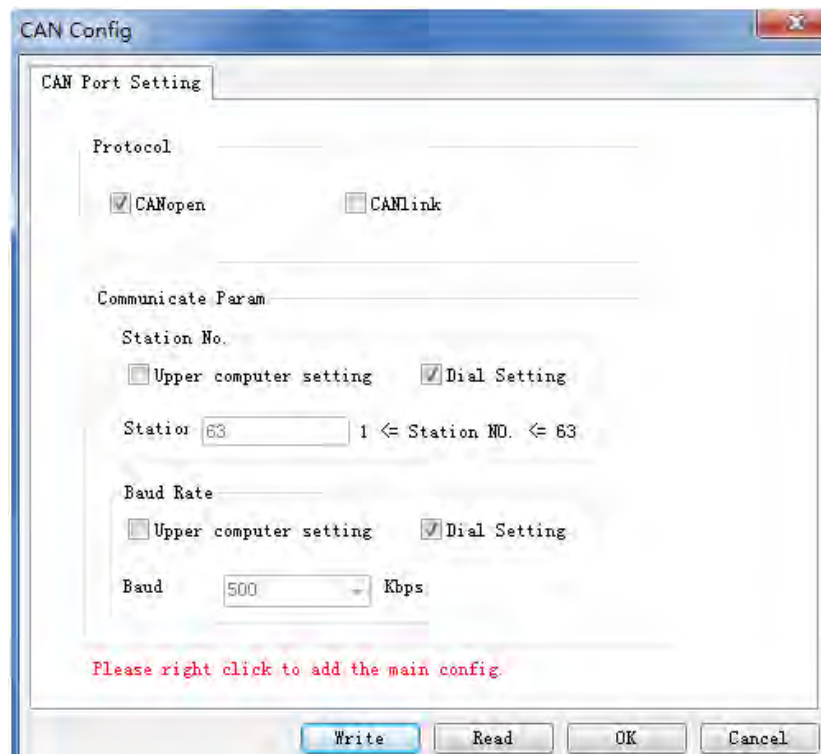 CAN Config
CAN Port Setting
Protocol
CANopen CANlink
Communicate Param
Station No.
Upper computer setting Dial Setting
Station 63 1 <= Station NO. <= 63
Baud Rate
Upper computer setting Dial Setting
Baud 500 Kbps
Please right click to add the main config.
Write Read OK Cancel